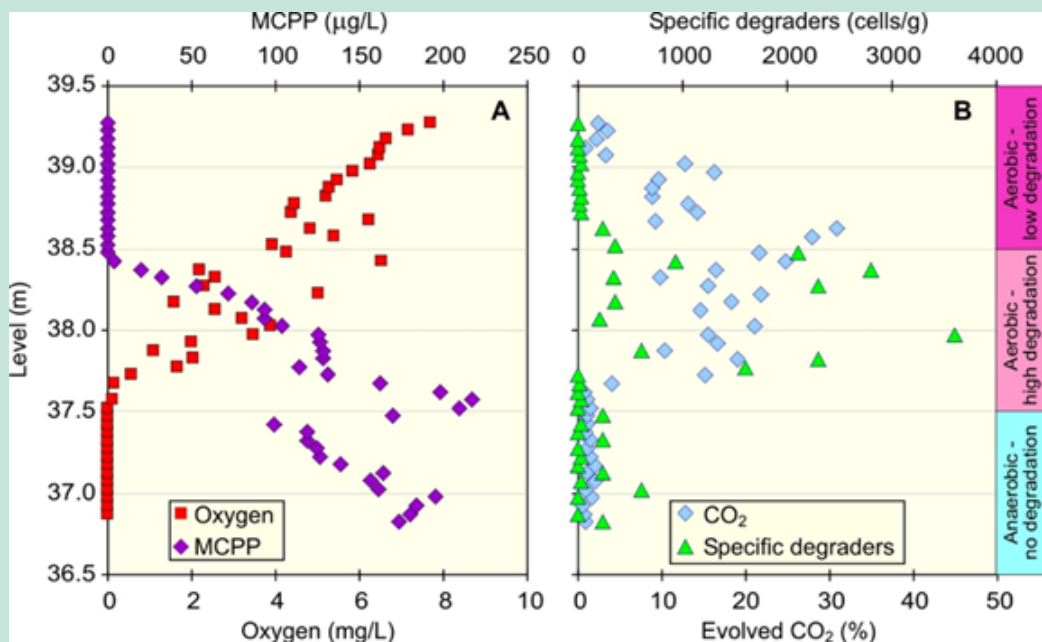 MCPP (μg/L)
0 50 100 150 200 250
Specific degraders (cells/g)
0 1000 2000 3000 4000
A
B
Level (m)
39.5
39.0
38.5
38.0
37.5
37.0
36.5
Oxygen
MCPP
CO₂
Specific degraders
0 2 4 6 8 10
Oxygen (mg/L)
0 10 20 30 40 50
Evolved CO₂ (%)
Aerobic -
low degradation
Aerobic -
high degradation
Anaerobic -
no degradation